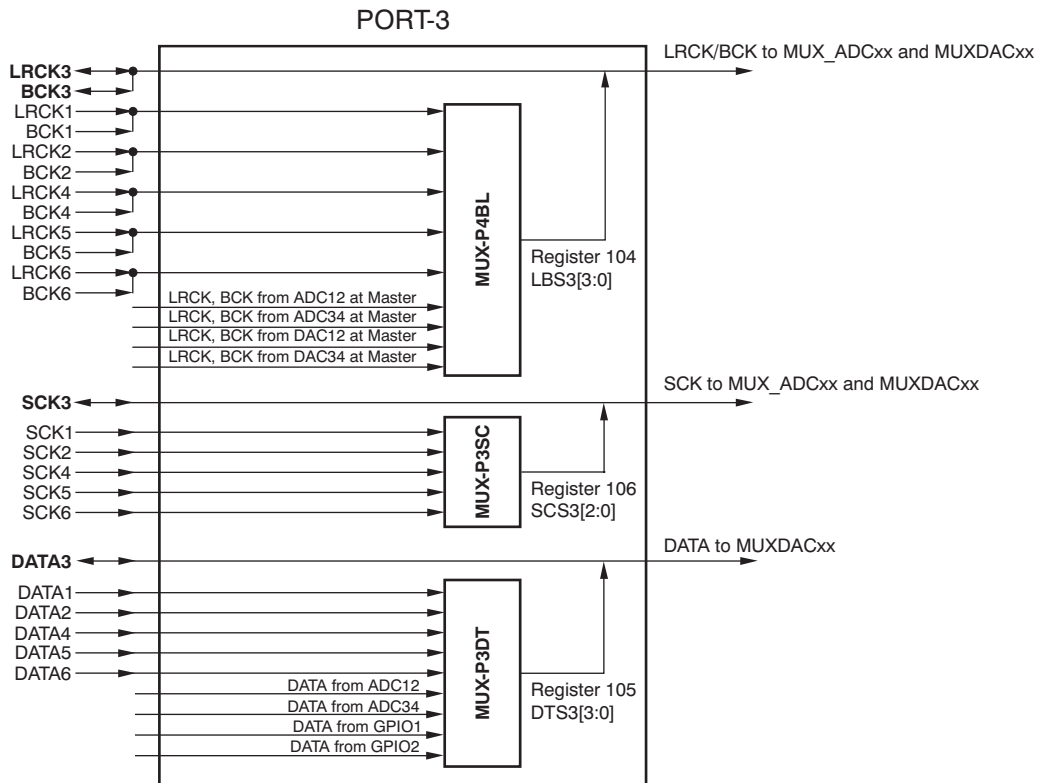 PORT-3
LRCK/BCK to MUX_ADCxx and MUXDACxx
LRCK3
BCK3
LRCK1
BCK1
LRCK2
BCK2
LRCK4
BCK4
LRCK5
BCK5
LRCK6
BCK6
LRCK, BCK from ADC12 at Master
LRCK, BCK from ADC34 at Master
LRCK, BCK from DAC12 at Master
LRCK, BCK from DAC34 at Master
MUX-P4BL
Register 104
LBS3[3:0]
SCK to MUX_ADCxx and MUXDACxx
SCK3
SCK1
SCK2
SCK4
SCK5
SCK6
MUX-P3SC
Register 106
SCS3[2:0]
DATA to MUXDACxx
DATA3
DATA1
DATA2
DATA4
DATA5
DATA6
DATA from ADC12
DATA from ADC34
DATA from GPIO1
DATA from GPIO2
MUX-P3DT
Register 105
DTS3[3:0]